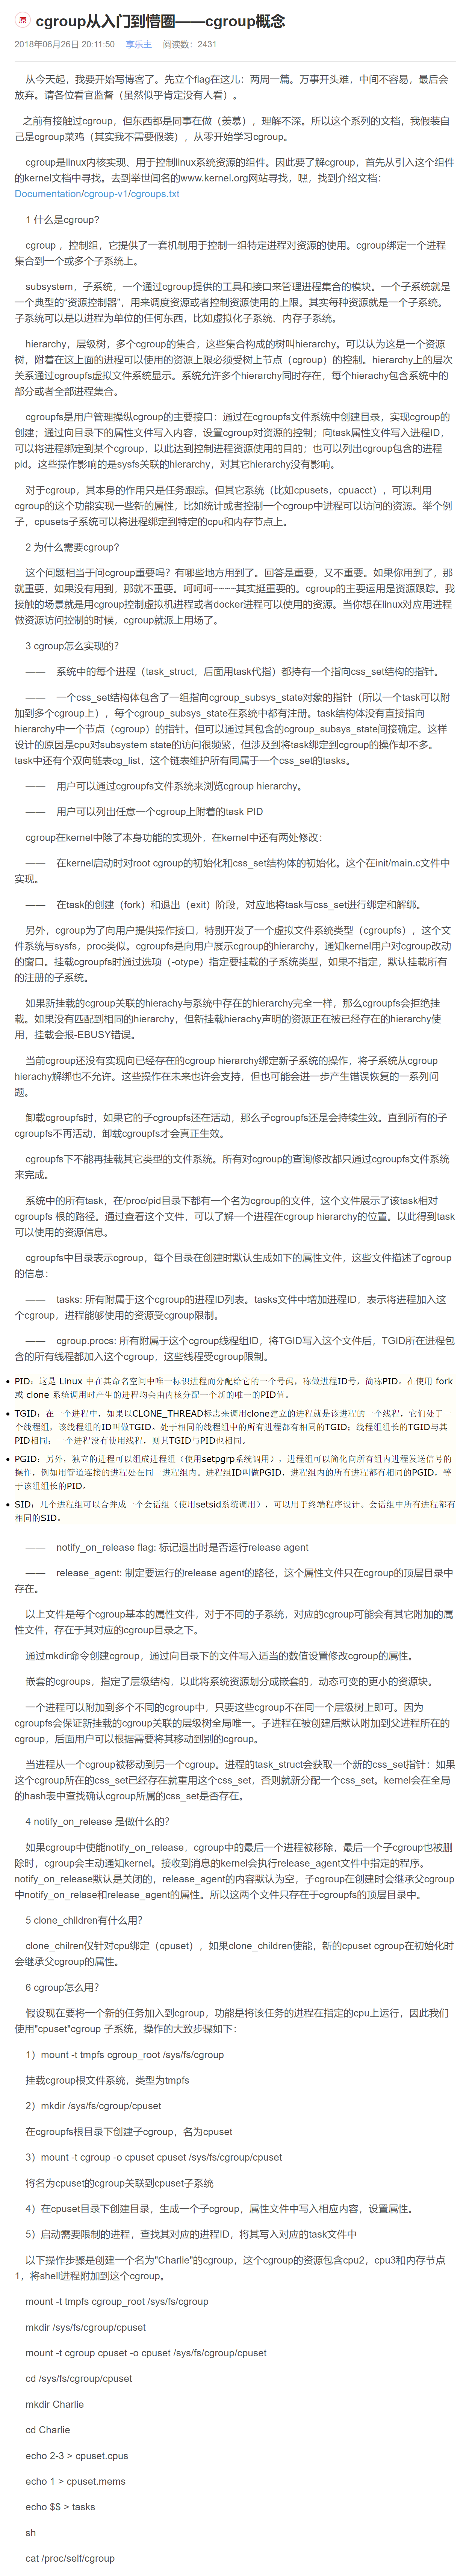 原 cgroup从入门到懵圈——cgroup概念
2018年06月26日 20:11:50 享乐主 阅读数：2431
从今天起，我要开始写博客了。先立个flag在这儿：两周一篇。万事开头难，中间不容易，最后会
放弃。请各位看官监督（虽然似乎肯定没有人看）。
之前有接触过cgroup，但东西都是同事在做（羡慕），理解不深。所以这个系列的文档，我假装自
己是cgroup菜鸡（其实我不需要假装），从零开始学习cgroup。
cgroup是linux内核实现、用于控制linux系统资源的组件。因此要了解cgroup，首先从引入这个组件
的kernel文档中寻找。去到举世闻名的www.kernel.org网站寻找，嘿，找到介绍文档：
Documentation/cgroup-v1/cgroups.txt
1 什么是cgroup?
cgroup ，控制组，它提供了一套机制用于控制一组特定进程对资源的使用。cgroup绑定一个进程
集合到一个或多个子系统上。
subsystem，子系统，一个通过cgroup提供的工具和接口来管理进程集合的模块。一个子系统就是
一个典型的“资源控制器”，用来调度资源或者控制资源使用的上限。其实每种资源就是一个子系统。
子系统可以是以进程为单位的任何东西，比如虚拟化子系统、内存子系统。
hierarchy，层级树，多个cgroup的集合，这些集合构成的树叫hierarchy。可以认为这是一个资源
树，附着在这上面的进程可以使用的资源上限必须受树上节点（cgroup）的控制。hierarchy上的层次
关系通过cgroupfs虚拟文件系统显示。系统允许多个hierarchy同时存在，每个hierachy包含系统中的
部分或者全部进程集合。
cgroupfs是用户管理操纵cgroup的主要接口：通过在cgroupfs文件系统中创建目录，实现cgroup的
创建；通过向目录下的属性文件写入内容，设置cgroup对资源的控制；向task属性文件写入进程ID，
可以将进程绑定到某个cgroup，以此达到控制进程资源使用的目的；也可以列出cgroup包含的进程
pid。这些操作影响的是sysfs关联的hierarchy，对其它hierarchy没有影响。
对于cgroup，其本身的作用只是任务跟踪。但其它系统（比如cpusets，cpuacct），可以利用
cgroup的这个功能实现一些新的属性，比如统计或者控制一个cgroup中进程可以访问的资源。举个例
子，cpusets子系统可以将进程绑定到特定的cpu和内存节点上。
2 为什么需要cgroup?
这个问题相当于问cgroup重要吗？有哪些地方用到了。回答是重要，又不重要。如果你用到了，那
就重要，如果没有用到，那就不重要。呵呵呵~~~~其实挺重要的。cgroup的主要运用是资源跟踪。我
接触的场景就是用cgroup控制虚拟机进程或者docker进程可以使用的资源。当你想在linux对应用进程
做资源访问控制的时候，cgroup就派上用场了。
3 cgroup怎么实现的？
—— 系统中的每个进程（task_struct，后面用task代指）都持有一个指向css_set结构的指针。
—— 一个css_set结构体包含了一组指向cgroup_subsys_state对象的指针（所以一个task可以附
加到多个cgroup上），每个cgroup_subsys_state在系统中都有注册。task结构体没有直接指向
hierarchy中一个节点（cgroup）的指针。但可以通过其包含的cgroup_subsys_state间接确定。这样
设计的原因是cpu对subsystem state的访问很频繁，但涉及到将task绑定到cgroup的操作却不多。
task中还有个双向链表cg_list，这个链表维护所有同属于一个css_set的tasks。
—— 用户可以通过cgroupfs文件系统来浏览cgroup hierarchy。
—— 用户可以列出任意一个cgroup上附着的task PID
cgroup在kernel中除了本身功能的实现外，在kernel中还有两处修改：
—— 在kernel启动时对root cgroup的初始化和css_set结构体的初始化。这个在init/main.c文件中
实现。
—— 在task的创建（fork）和退出（exit）阶段，对应地将task与css_set进行绑定和解绑。
另外，cgroup为了向用户提供操作接口，特别开发了一个虚拟文件系统类型（cgroupfs），这个文
件系统与sysfs，proc类似。cgroupfs是向用户展示cgroup的hierarchy，通知kernel用户对cgroup改动
的窗口。挂载cgroupfs时通过选项（-otype）指定要挂载的子系统类型，如果不指定，默认挂载所有
的注册的子系统。
如果新挂载的cgroup关联的hierachy与系统中存在的hierarchy完全一样，那么cgroupfs会拒绝挂
载。如果没有匹配到相同的hierarchy，但新挂载hierachy声明的资源正在被已经存在的hierarchy使
用，挂载会报-EBUSY错误。
当前cgroup还没有实现向已经存在的cgroup hierarchy绑定新子系统的操作，将子系统从cgroup
hierachy解绑也不允许。这些操作在未来也许会支持，但也可能会进一步产生错误恢复的一系列问
题。
卸载cgroupfs时，如果它的子cgroupfs还在活动，那么子cgroupfs还是会持续生效。直到所有的子
cgroupfs不再活动，卸载cgroupfs才会真正生效。
cgroupfs下不能再挂载其它类型的文件系统。所有对cgroup的查询修改都只通过cgroupfs文件系统
来完成。
系统中的所有task，在/proc/pid目录下都有一个名为cgroup的文件，这个文件展示了该task相对
cgroupfs 根的路径。通过查看这个文件，可以了解一个进程在cgroup hierarchy的位置。以此得到task
可以使用的资源信息。
cgroupfs中目录表示cgroup，每个目录在创建时默认生成如下的属性文件，这些文件描述了cgroup
的信息：
—— tasks: 所有附属于这个cgroup的进程ID列表。tasks文件中增加进程ID，表示将进程加入这
个cgroup，进程能够使用的资源受cgroup限制。
—— cgroup.procs: 所有附属于这个cgroup线程组ID，将TGID写入这个文件后，TGID所在进程包
含的所有线程都加入这个cgroup，这些线程受cgroup限制。
PID：这是 Linux 中在其命名空间中唯一标识进程而分配给它的一个号码，称做进程ID号，简称PID。在使用 fork
或 clone 系统调用时产生的进程均会由内核分配一个新的唯一的PID值。
TGID：在一个进程中，如果以CLONE_THREAD标志来调用clone建立的进程就是该进程的一个线程，它们处于一
个线程组，该线程组的ID叫做TGID。处于相同的线程组中的所有进程都有相同的TGID；线程组组长的TGID与其
PID相同；一个进程没有使用线程，则其TGID与PID也相同。
PGID：另外，独立的进程可以组成进程组（使用setpgrp系统调用），进程组可以简化向所有组内进程发送信号的
操作，例如用管道连接的进程处在同一进程组内。进程组ID叫做PGID，进程组内的所有进程都有相同的PGID，等
于该组组长的PID。
SID：几个进程组可以合并成一个会话组（使用setsid系统调用），可以用于终端程序设计。会话组中所有进程都有
相同的SID。
—— notify_on_release flag: 标记退出时是否运行release agent
—— release_agent: 制定要运行的release agent的路径，这个属性文件只在cgroup的顶层目录中
存在。
以上文件是每个cgroup基本的属性文件，对于不同的子系统，对应的cgroup可能会有其它附加的属
性文件，存在于其对应的cgroup目录之下。
通过mkdir命令创建cgroup，通过向目录下的文件写入适当的数值设置修改cgroup的属性。
嵌套的cgroups，指定了层级结构，以此将系统资源划分成嵌套的，动态可变的更小的资源块。
一个进程可以附加到多个不同的cgroup中，只要这些cgroup不在同一个层级树上即可。因为
cgroupfs会保证新挂载的cgroup关联的层级树全局唯一。子进程在被创建后默认附加到父进程所在的
cgroup，后面用户可以根据需要将其移动到别的cgroup。
当进程从一个cgroup被移动到另一个cgroup。进程的task_struct会获取一个新的css_set指针：如果
这个cgroup所在的css_set已经存在就重用这个css_set，否则就新分配一个css_set。kernel会在全局
的hash表中查找确认cgroup所属的css_set是否存在。
4 notify_on_release 是做什么的？
如果cgroup中使能notify_on_release，cgroup中的最后一个进程被移除，最后一个子cgroup也被删
除时，cgroup会主动通知kernel。接收到消息的kernel会执行release_agent文件中指定的程序。
notify_on_release默认是关闭的，release_agent的内容默认为空，子cgroup在创建时会继承父cgroup
中notify_on_relase和release_agent的属性。所以这两个文件只存在于cgroupfs的顶层目录中。
5 clone_children有什么用？
clone_chilren仅针对cpu绑定（cpuset），如果clone_children使能，新的cpuset cgroup在初始化时
会继承父cgroup的属性。
6 cgroup怎么用？
假设现在要将一个新的任务加入到cgroup，功能是将该任务的进程在指定的cpu上运行，因此我们
使用"cpuset"cgroup 子系统，操作的大致步骤如下：
1）mount -t tmpfs cgroup_root /sys/fs/cgroup
挂载cgroup根文件系统，类型为tmpfs
2）mkdir /sys/fs/cgroup/cpuset
在cgroupfs根目录下创建子cgroup，名为cpuset
3）mount -t cgroup -o cpuset cpuset /sys/fs/cgroup/cpuset
将名为cpuset的cgroup关联到cpuset子系统
4）在cpuset目录下创建目录，生成一个子cgroup，属性文件中写入相应内容，设置属性。
5）启动需要限制的进程，查找其对应的进程ID，将其写入对应的task文件中
以下操作步骤是创建一个名为"Charlie"的cgroup，这个cgroup的资源包含cpu2，cpu3和内存节点
1，将shell进程附加到这个cgroup。
mount -t tmpfs cgroup_root /sys/fs/cgroup
mkdir /sys/fs/cgroup/cpuset
mount -t cgroup cpuset -o cpuset /sys/fs/cgroup/cpuset
cd /sys/fs/cgroup/cpuset
mkdir Charlie
cd Charlie
echo 2-3 > cpuset.cpus
echo 1 > cpuset.mems
echo $$ > tasks
sh
cat /proc/self/cgroup